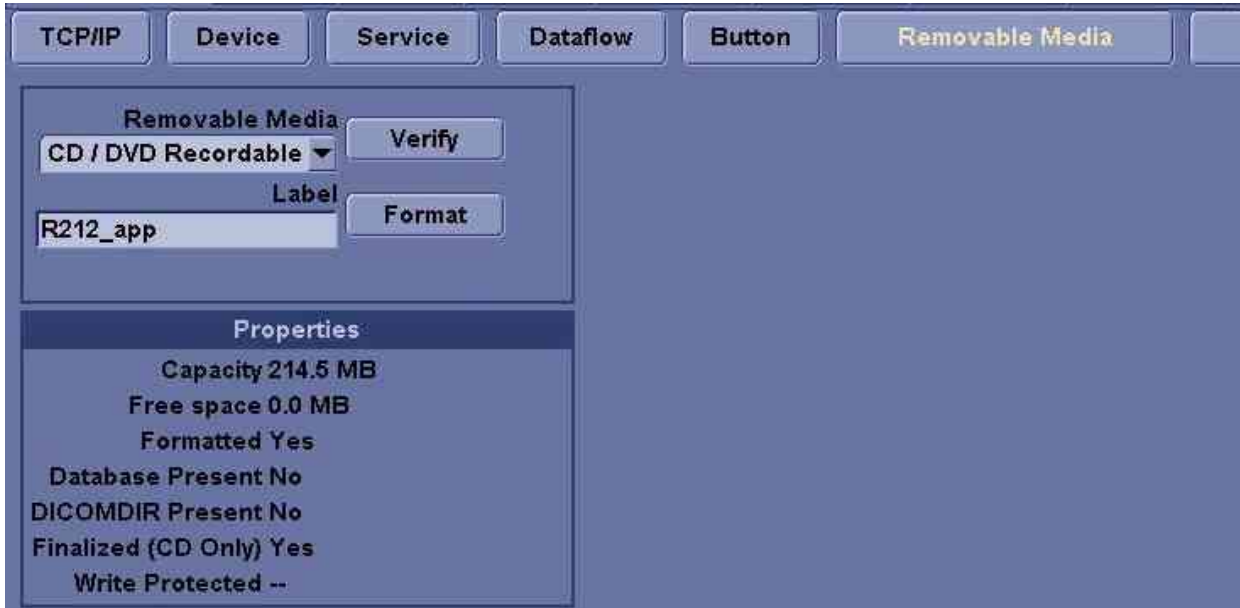 TCP/IP Device Service Dataflow Button Removable Media
Removable Media
Verify
CD / DVD Recordable
Label
Format
R212_app
Properties
Capacity 214.5 MB
Free space 0.0 MB
Formatted Yes
Database Present No
DICOMDIR Present No
Finalized (CD Only) Yes
Write Protected --